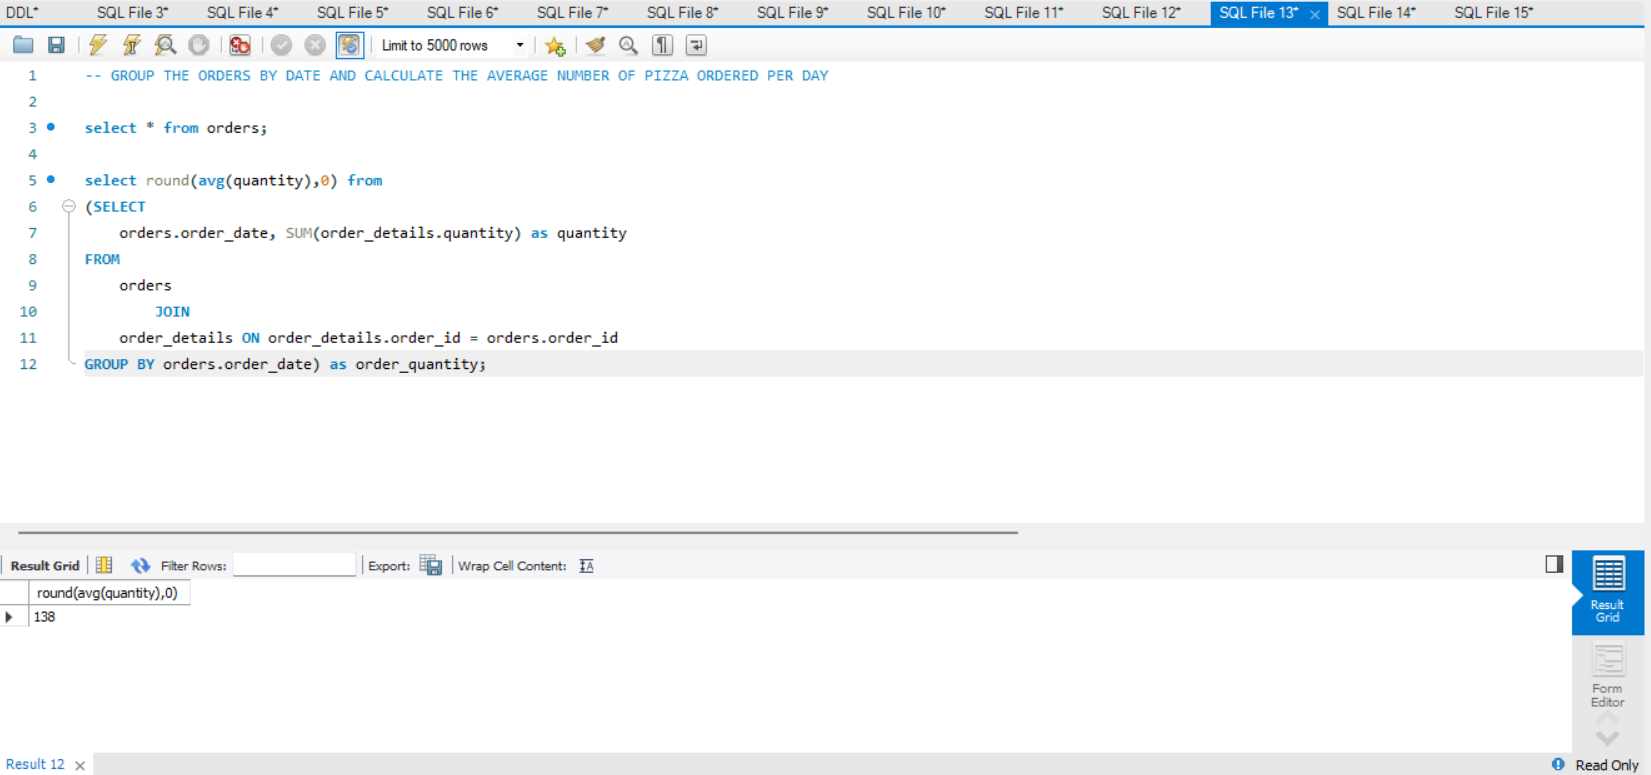 DDL* SQL File 3* SQL File 4* SQL File 5* SQL File 6* SQL File 7* SQL File 8* SQL File 9* SQL File 10* SQL File 11* SQL File 12* SQL File 13* SQL File 14* SQL File 15*
Limit to 5000 rows
1 -- GROUP THE ORDERS BY DATE AND CALCULATE THE AVERAGE NUMBER OF PIZZA ORDERED PER DAY
2
3 select * from orders;
4
5 select round(avg(quantity),0) from
6 (SELECT
7 orders.order_date, SUM(order_details.quantity) as quantity
8 FROM
9 orders
10 JOIN
11 order_details ON order_details.order_id = orders.order_id
12 GROUP BY orders.order_date) as order_quantity;
Result Grid Filter Rows: Export: Wrap Cell Content:
round(avg(quantity),0)
138
Result
Grid
Form
Editor
Result 12 Read Only